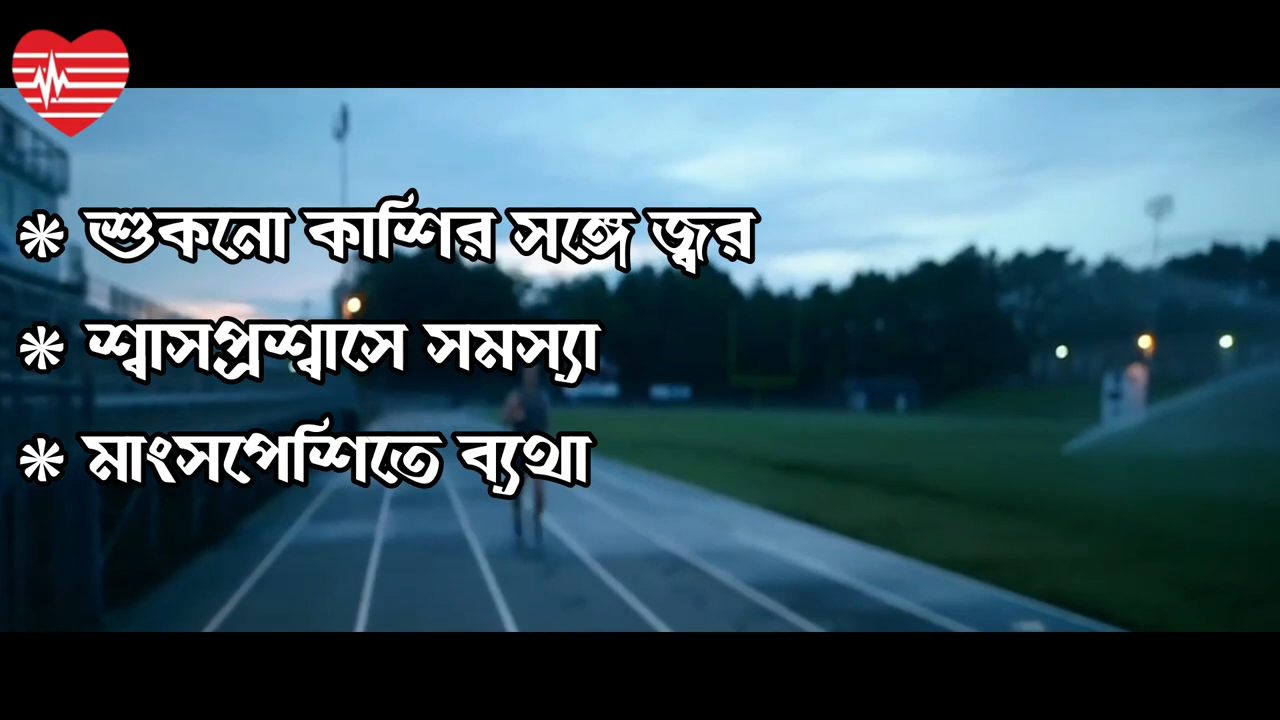 * শুকনো কাশির সঙ্গে জ্বর
* শ্বাসপ্রশ্বাসে সমস্যা
* মাংসপেশিতে ব্যথা